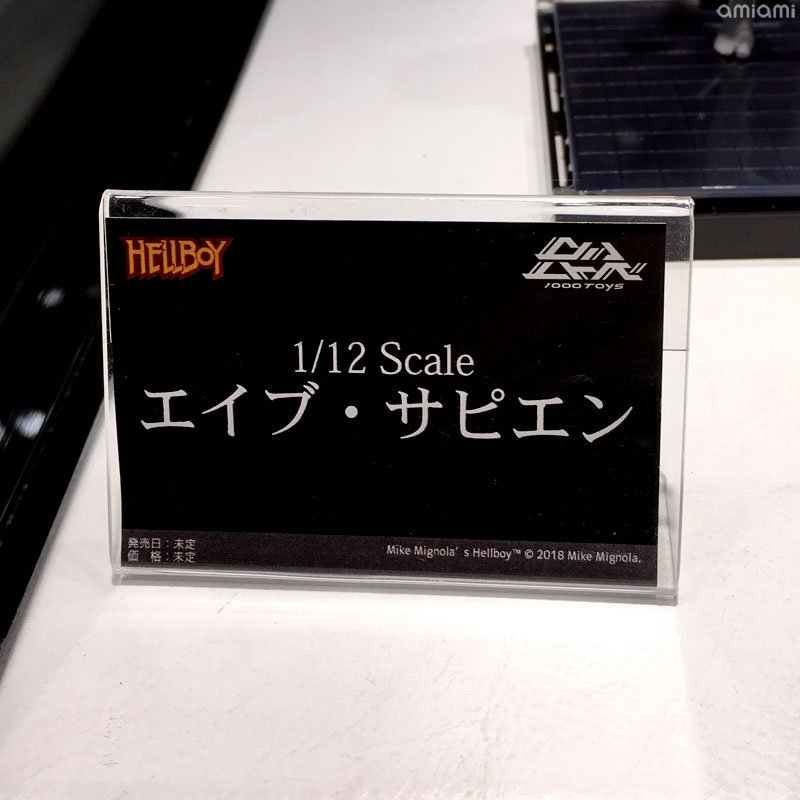 amiami
HELLBOY
1000TOYS
1/12 Scale
エイブ・サピエン
発売日：未定
価　格：未定
Mike Mignola's Hellboy™ © 2018 Mike Mignola.